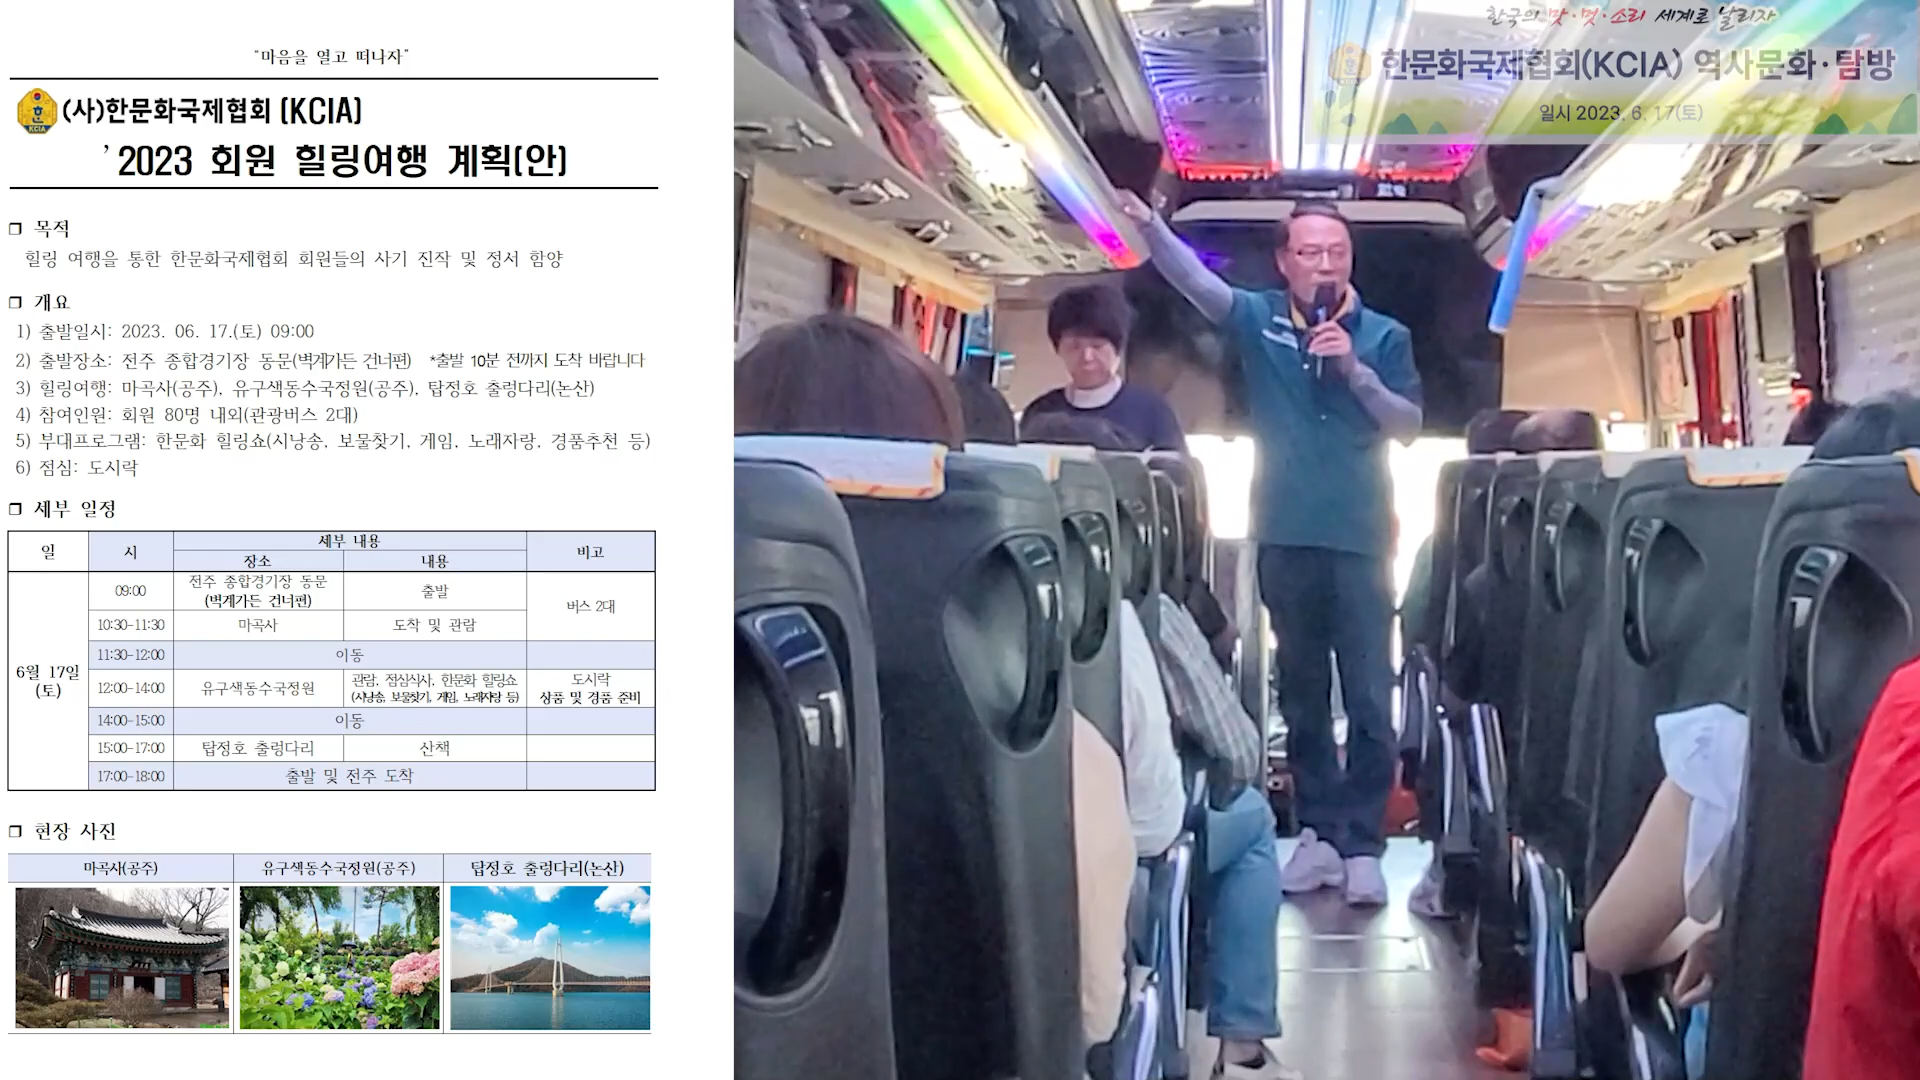 "마음을 열고 떠나자"
(사)한문화국제협회 (KCIA)
'2023 회원 힐링여행 계획(안)
❒ 목적
힐링 여행을 통한 한문화국제협회 회원들의 사기 진작 및 정서 함양
❒ 개요
1) 출발일시: 2023. 06. 17.(토) 09:00
2) 출발장소: 전주 종합경기장 동문(벽계가든 건너편) *출발 10분 전까지 도착 바랍니다
3) 힐링여행: 마곡사(공주), 유구색동수국정원(공주), 탑정호 출렁다리(논산)
4) 참여인원: 회원 80명 내외(관광버스 2대)
5) 부대프로그램: 한문화 힐링쇼(시낭송, 보물찾기, 게임, 노래자랑, 경품추천 등)
6) 점심: 도시락
❒ 세부 일정
일 시 세부 내용 비고
장소 내용
6월 17일
(토)
09:00 전주 종합경기장 동문 출발 버스 2대
(벽계가든 건너편)
10:30-11:30 마곡사 도착 및 관람
11:30-12:00 이동
12:00-14:00 유구색동수국정원 관람, 점심식사, 한문화 힐링쇼 도시락
(시낭송, 보물찾기, 게임, 노래자랑 등) 상품 및 경품 준비
14:00-15:00 이동
15:00-17:00 탑정호 출렁다리 산책
17:00-18:00 출발 및 전주 도착
❒ 현장 사진
마곡사(공주) 유구색동수국정원(공주) 탑정호 출렁다리(논산)
한국의 맛·멋·소리 세계로 날리자
한문화국제협회(KCIA) 역사문화·탐방
일시 2023. 6. 17(토)
훈
KCIA